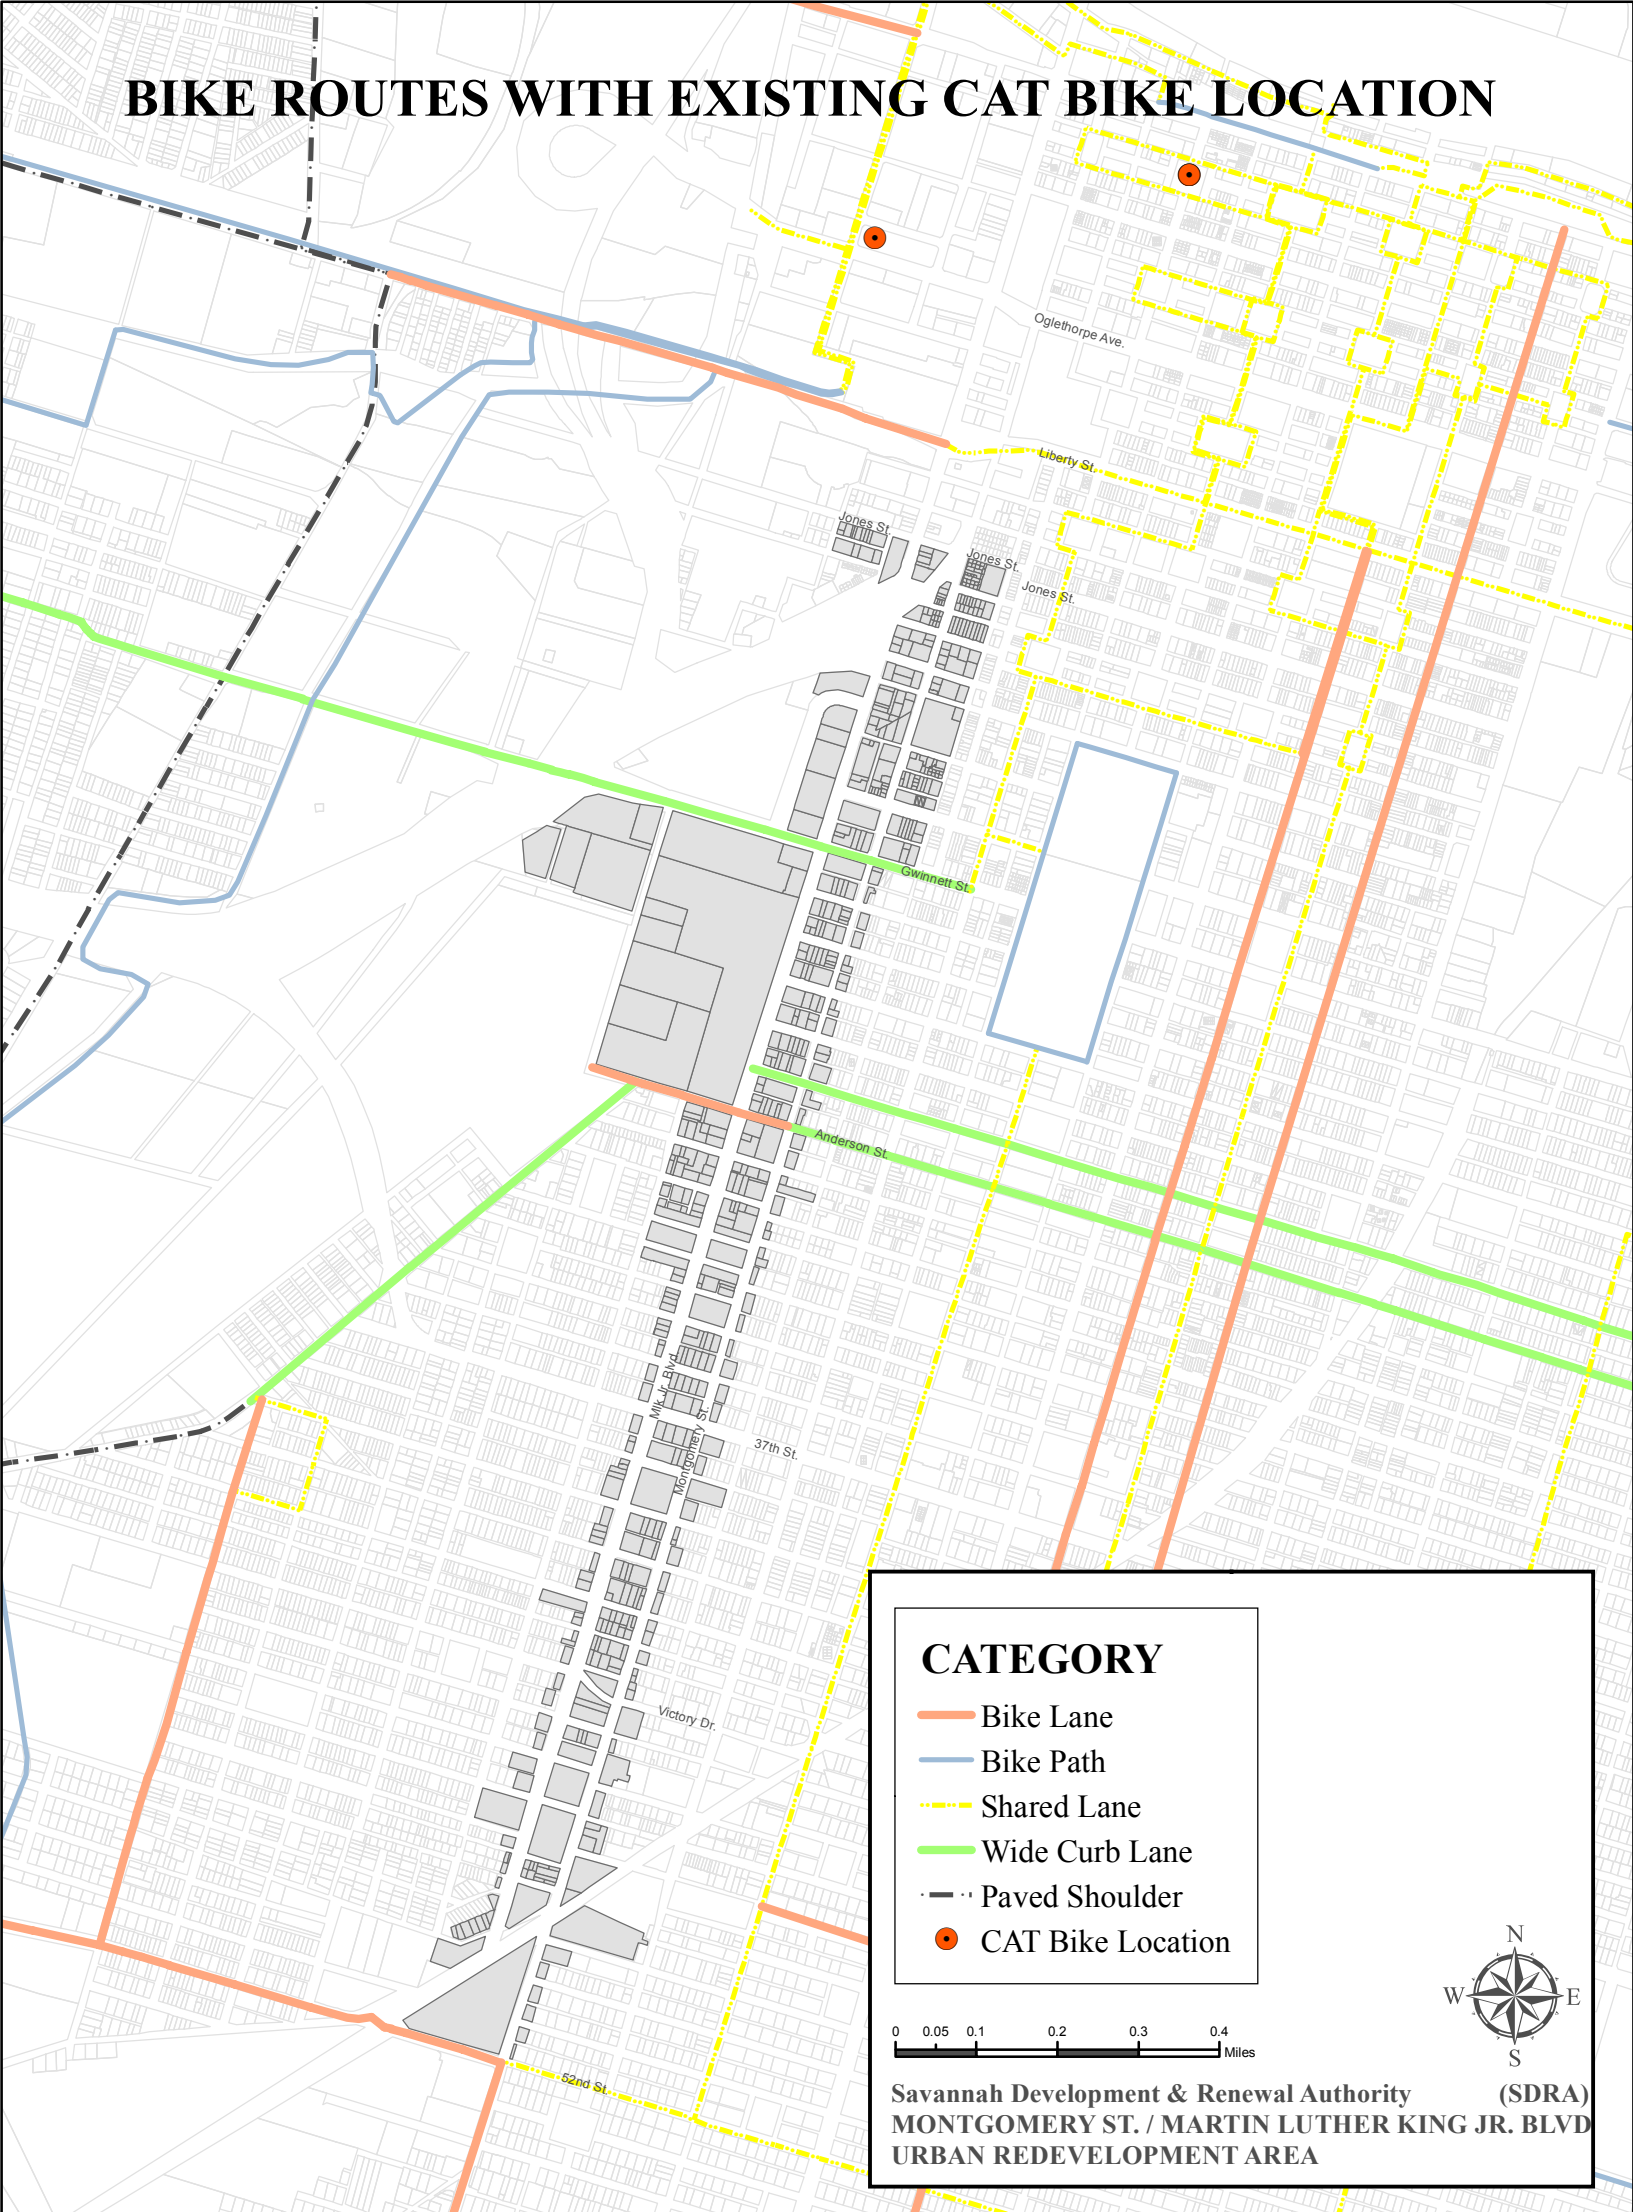 BIKE ROUTES WITH EXISTING CAT BIKE LOCATION
Oglethorpe Ave.
Liberty St.
Jones St.
Jones St.
Jones St.
Gwinnett St.
Anderson St.
Mlk Jr. Blvd
Montgomery St.
37th St.
Victory Dr.
52nd St.
CATEGORY
Bike Lane
Bike Path
Shared Lane
Wide Curb Lane
Paved Shoulder
CAT Bike Location
N
W E
S
0 0.05 0.1 0.2 0.3 0.4
Miles
Savannah Development & Renewal Authority (SDRA)
MONTGOMERY ST. / MARTIN LUTHER KING JR. BLVD
URBAN REDEVELOPMENT AREA